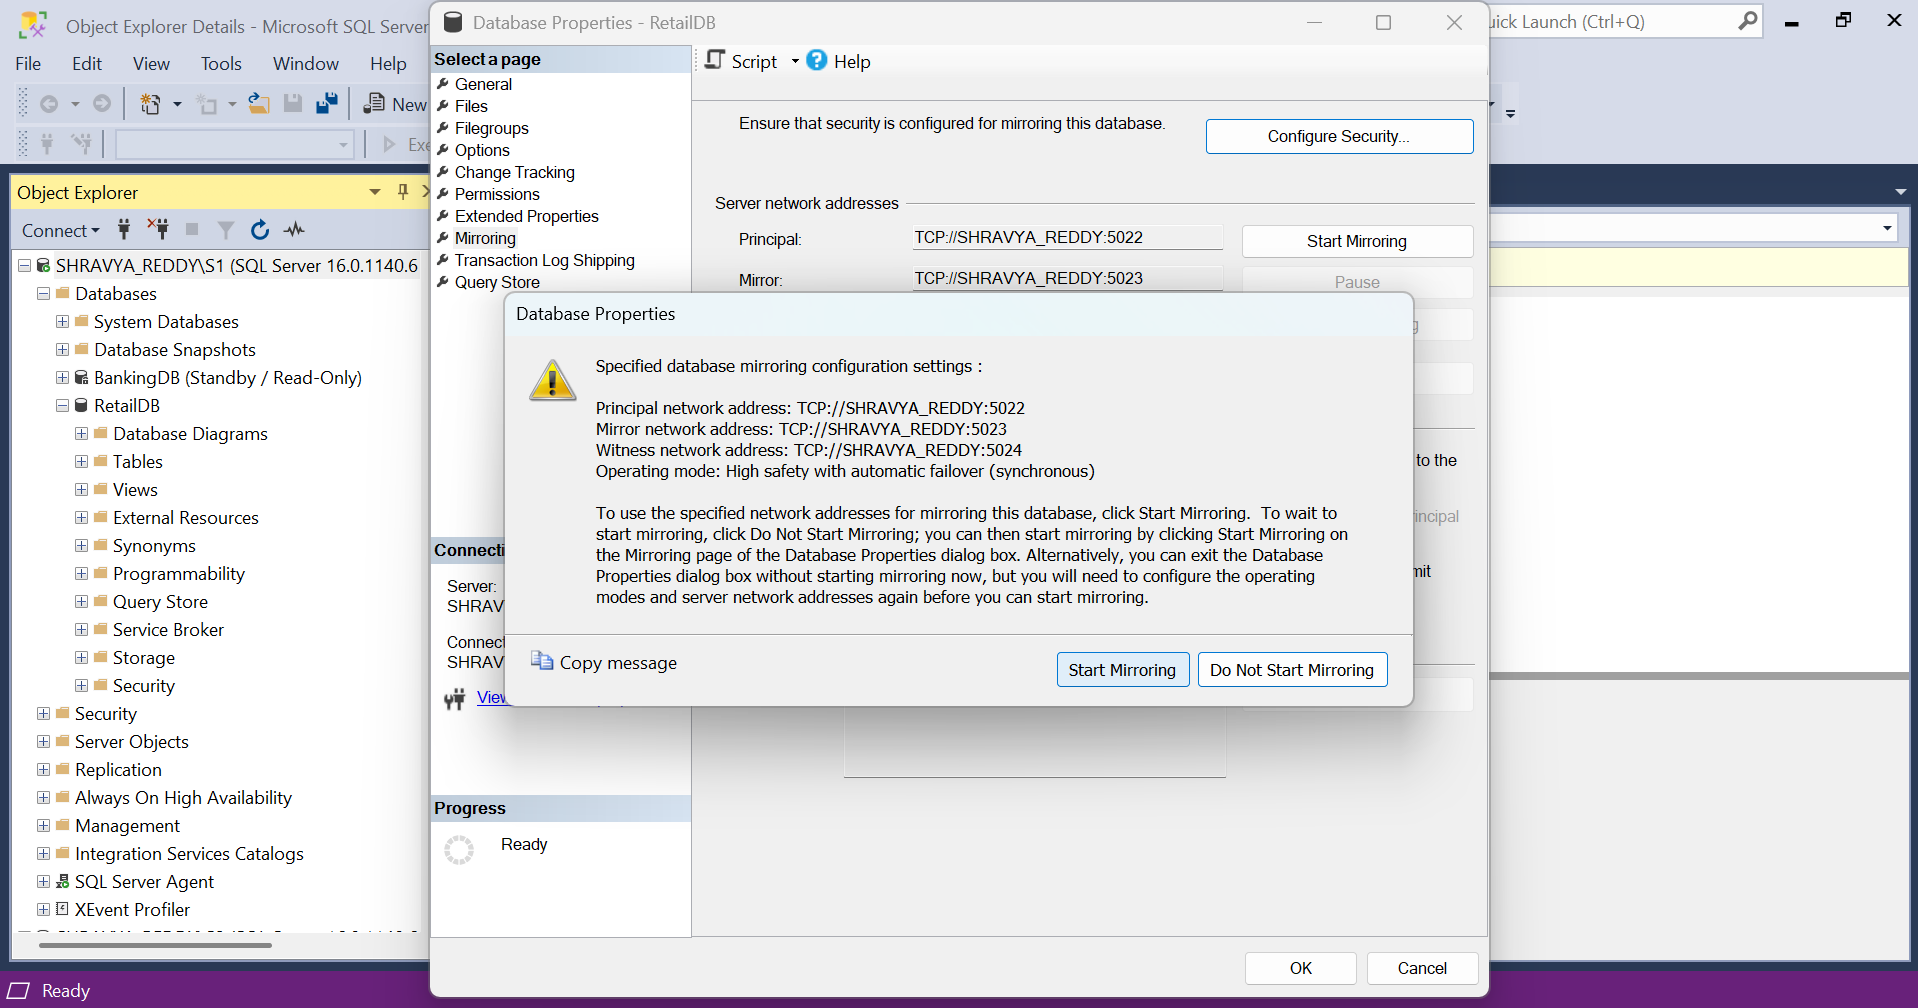 Object Explorer Details - Microsoft SQL Server
File Edit View Tools Window Help
New
Exe
Object Explorer
Connect
SHRAVYA_REDDY\S1 (SQL Server 16.0.1140.6
Databases
System Databases
Database Snapshots
BankingDB (Standby / Read-Only)
RetailDB
Database Diagrams
Tables
Views
External Resources
Synonyms
Programmability
Query Store
Service Broker
Storage
Security
Security
Server Objects
Replication
Always On High Availability
Management
Integration Services Catalogs
SQL Server Agent
XEvent Profiler
Ready
Database Properties - RetailDB
Select a page
General
Files
Filegroups
Options
Change Tracking
Permissions
Extended Properties
Mirroring
Transaction Log Shipping
Query Store
Connecti
Server:
SHRAV
Connect
SHRAV
View
Progress
Ready
Script Help
Ensure that security is configured for mirroring this database.
Configure Security...
Server network addresses
Principal: TCP://SHRAVYA_REDDY:5022 Start Mirroring
Mirror: TCP://SHRAVYA_REDDY:5023 Pause
g
to the
incipal
mit
Database Properties
Specified database mirroring configuration settings :
Principal network address: TCP://SHRAVYA_REDDY:5022
Mirror network address: TCP://SHRAVYA_REDDY:5023
Witness network address: TCP://SHRAVYA_REDDY:5024
Operating mode: High safety with automatic failover (synchronous)
To use the specified network addresses for mirroring this database, click Start Mirroring.  To wait to
start mirroring, click Do Not Start Mirroring; you can then start mirroring by clicking Start Mirroring on
the Mirroring page of the Database Properties dialog box. Alternatively, you can exit the Database
Properties dialog box without starting mirroring now, but you will need to configure the operating
modes and server network addresses again before you can start mirroring.
Copy message
Start Mirroring
Do Not Start Mirroring
OK
Cancel
uick Launch (Ctrl+Q)